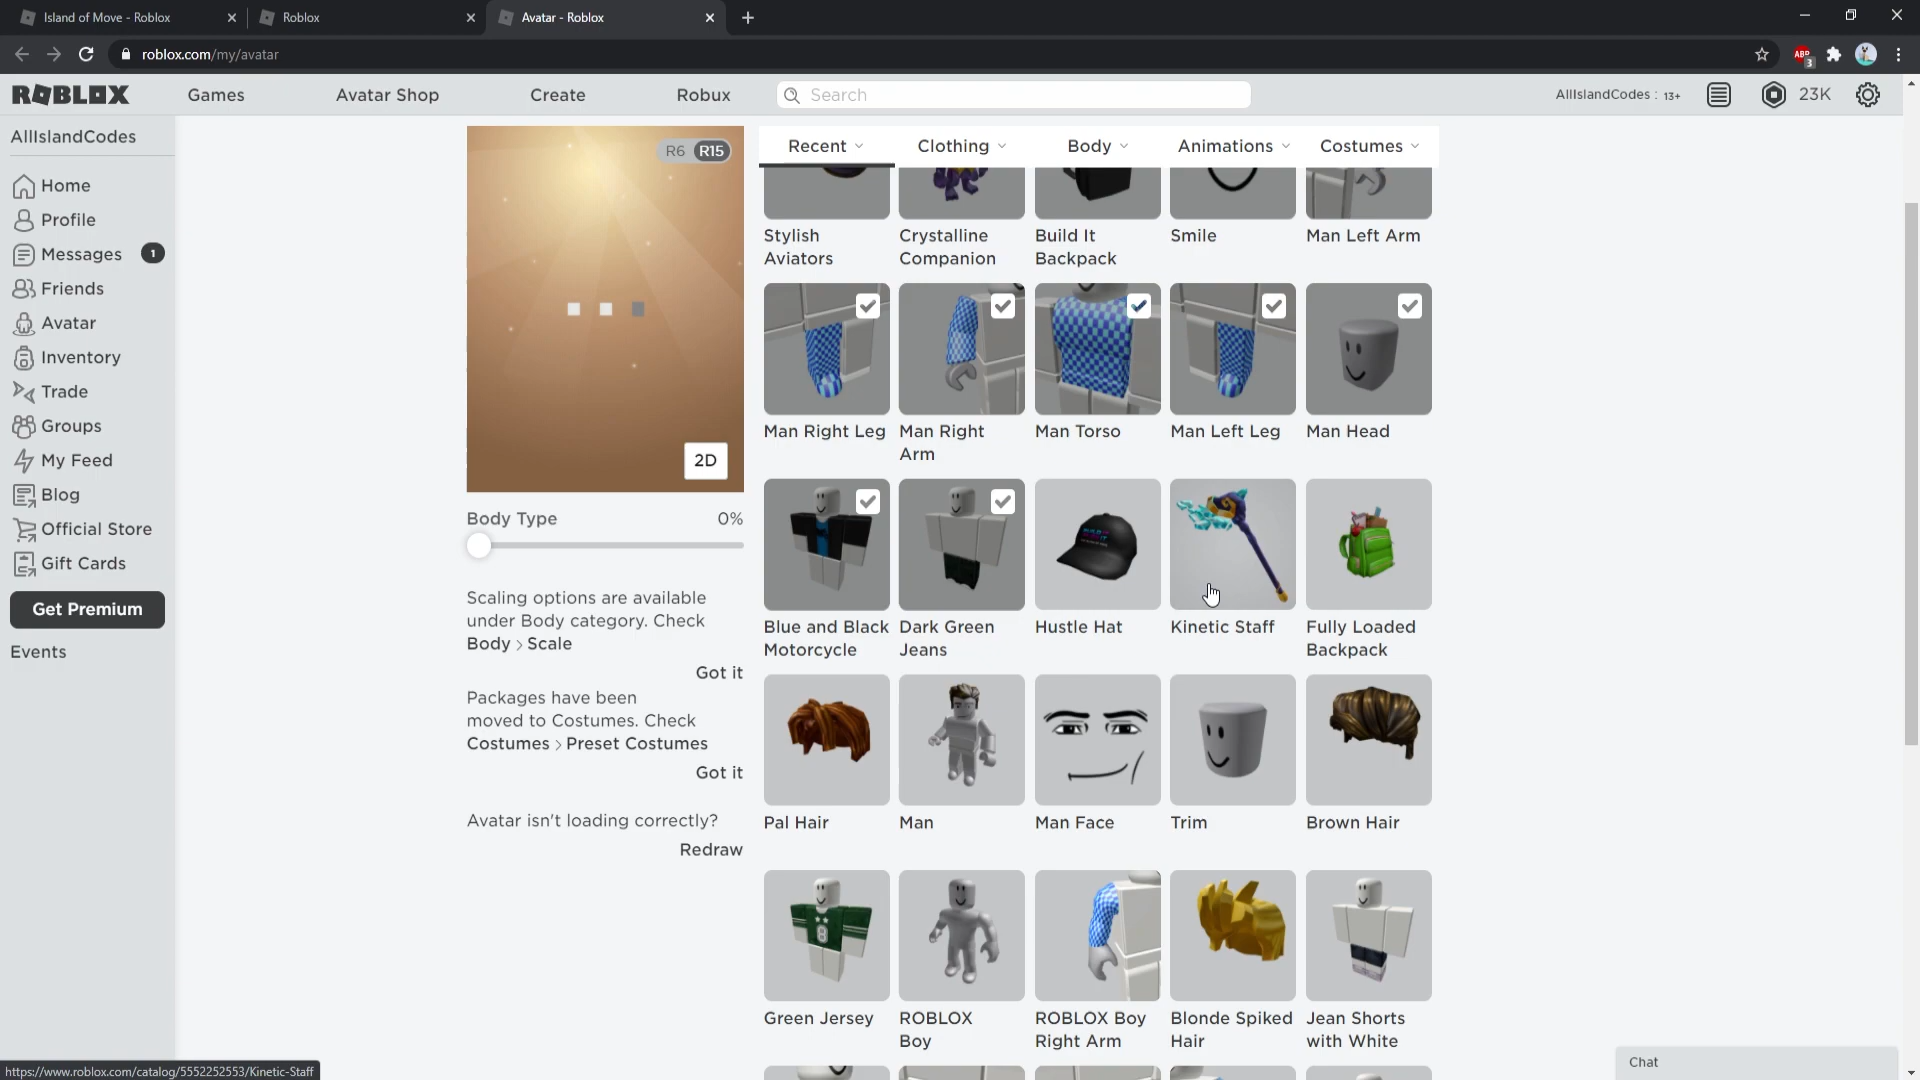 Island of Move - Roblox
Roblox
Avatar - Roblox
roblox.com/my/avatar
ABP
3
ROBLOX
Games
Avatar Shop
Create
Robux
Search
AllIslandCodes : 13+
23K
AllIslandCodes
Home
Profile
Messages
1
Friends
Avatar
Inventory
Trade
Groups
My Feed
Blog
Official Store
Gift Cards
Get Premium
Events
R6 R15
2D
Body Type
0%
Scaling options are available
under Body category. Check
Body > Scale
Got it
Packages have been
moved to Costumes. Check
Costumes > Preset Costumes
Got it
Avatar isn't loading correctly?
Redraw
Recent
Clothing
Body
Animations
Costumes
Stylish
Aviators
Crystalline
Companion
Build It
Backpack
Smile
Man Left Arm
Man Right Leg
Man Right
Arm
Man Torso
Man Left Leg
Man Head
Blue and Black
Motorcycle
Dark Green
Jeans
Hustle Hat
Kinetic Staff
Fully Loaded
Backpack
Pal Hair
Man
Man Face
Trim
Brown Hair
Green Jersey
ROBLOX
Boy
ROBLOX Boy
Right Arm
Blonde Spiked
Hair
Jean Shorts
with White
https://www.roblox.com/catalog/5552252553/Kinetic-Staff
Chat